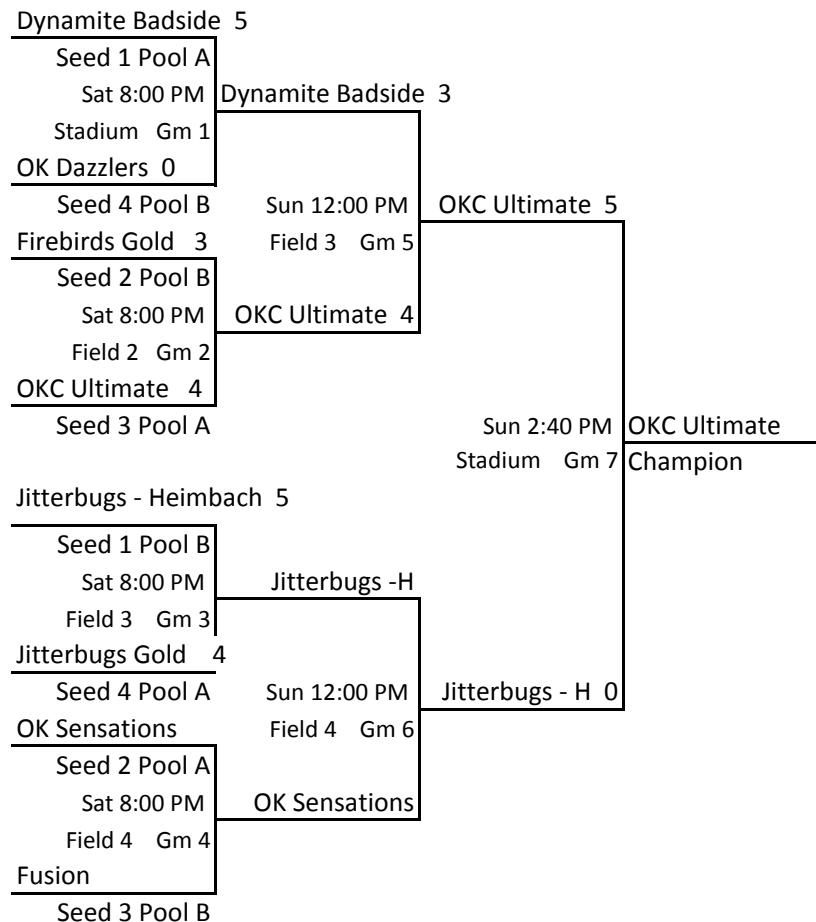 Dynamite Badside 5
Seed 1 Pool A
Sat 8:00 PM
Dynamite Badside 3
Stadium Gm 1
OK Dazzlers 0
Seed 4 Pool B
Sun 12:00 PM
OKC Ultimate 5
Firebirds Gold 3
Field 3 Gm 5
Seed 2 Pool B
Sat 8:00 PM
OKC Ultimate 4
Field 2 Gm 2
OKC Ultimate 4
Seed 3 Pool A
Sun 2:40 PM
OKC Ultimate
Stadium Gm 7
Champion
Jitterbugs - Heimbach 5
Seed 1 Pool B
Sat 8:00 PM
Jitterbugs -H
Field 3 Gm 3
Jitterbugs Gold 4
Seed 4 Pool A
Sun 12:00 PM
Jitterbugs - H 0
OK Sensations
Field 4 Gm 6
Seed 2 Pool A
Sat 8:00 PM
OK Sensations
Field 4 Gm 4
Fusion
Seed 3 Pool B